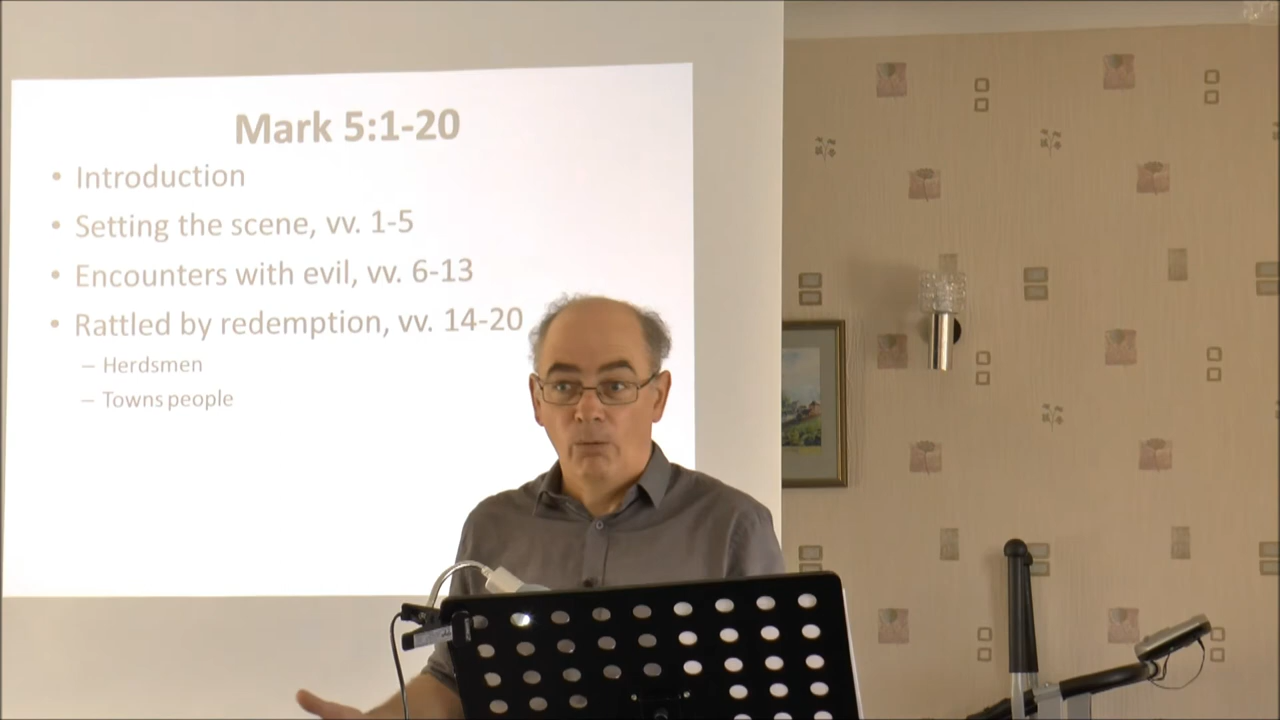 Mark 5:1-20
• Introduction
• Setting the scene, vv. 1-5
• Encounters with evil, vv. 6-13
• Rattled by redemption, vv. 14-20
– Herdsmen
– Towns people